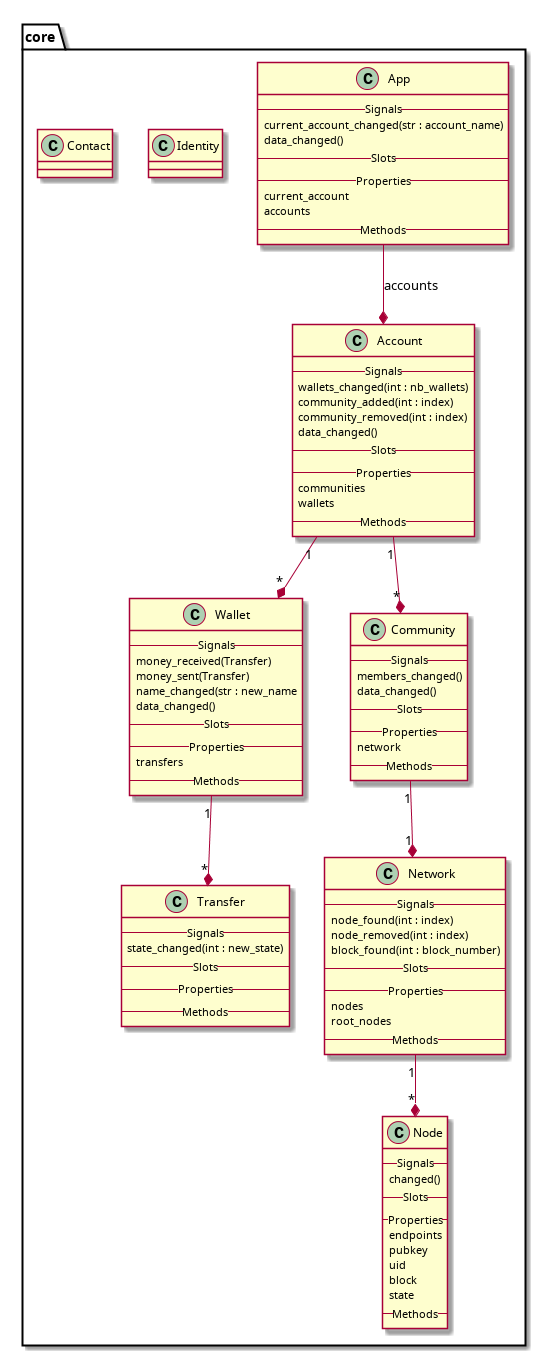 core
C App
Signals
current_account_changed(str : account_name)
data_changed()
Slots
Properties
current_account
accounts
Methods
C Contact
C Identity
accounts
C Account
Signals
wallets_changed(int : nb_wallets)
community_added(int : index)
community_removed(int : index)
data_changed()
Slots
Properties
communities
wallets
Methods
1
*
1
*
C Wallet
Signals
money_received(Transfer)
money_sent(Transfer)
name_changed(str : new_name
data_changed()
Slots
Properties
transfers
Methods
C Community
Signals
members_changed()
data_changed()
Slots
Properties
network
Methods
1
*
1
1
C Transfer
Signals
state_changed(int : new_state)
Slots
Properties
Methods
C Network
Signals
node_found(int : index)
node_removed(int : index)
block_found(int : block_number)
Slots
Properties
nodes
root_nodes
Methods
1
*
C Node
Signals
changed()
Slots
Properties
endpoints
pubkey
uid
block
state
Methods